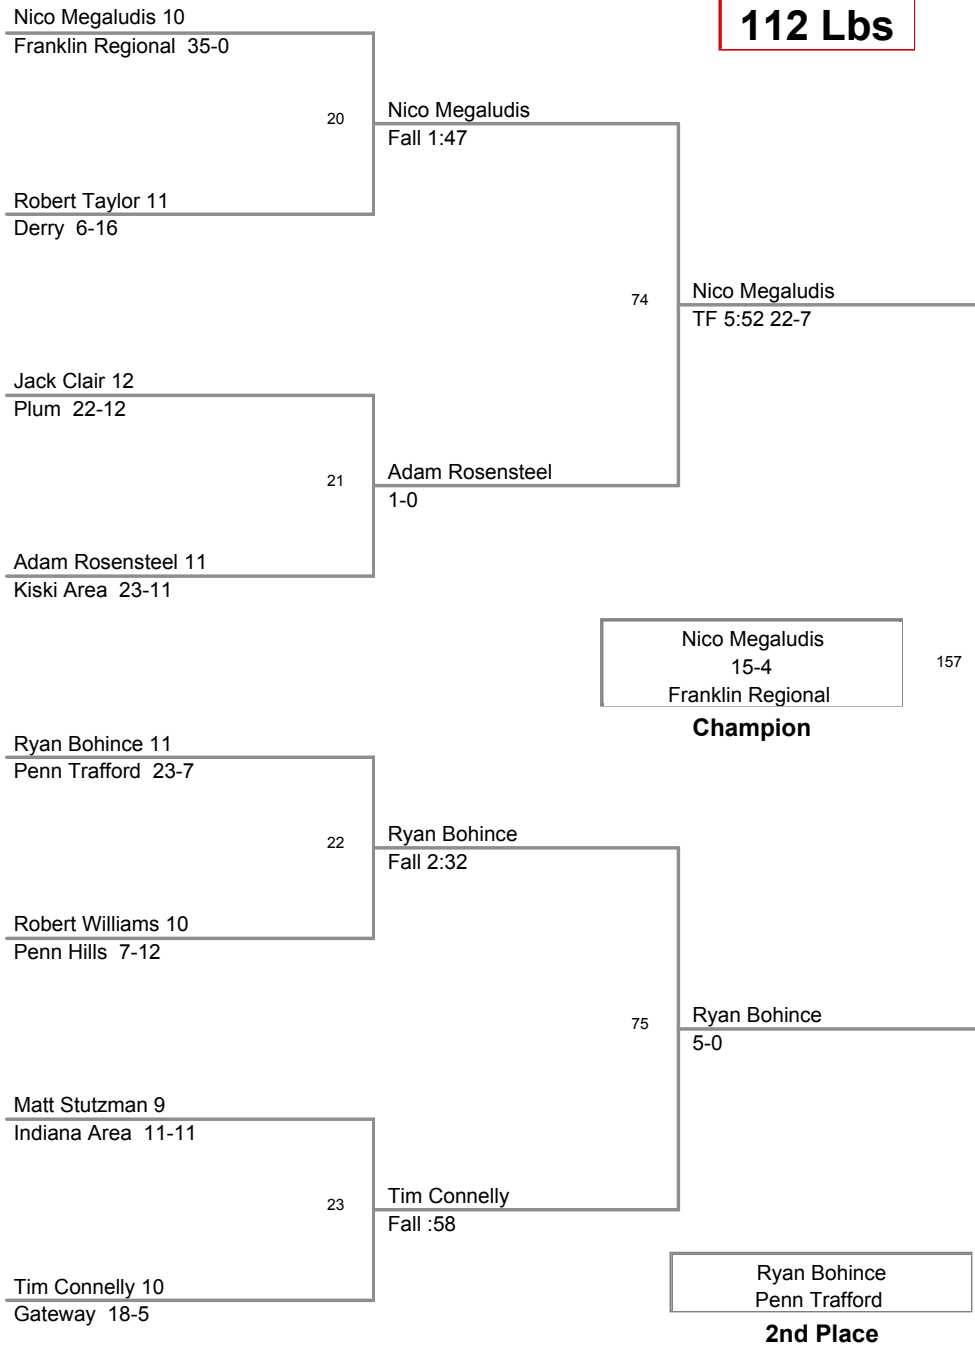 112 Lbs
Nico Megaludis 10
Franklin Regional 35-0
20
Nico Megaludis
Fall 1:47
Robert Taylor 11
Derry 6-16
74
Nico Megaludis
TF 5:52 22-7
Jack Clair 12
Plum 22-12
21
Adam Rosensteel
1-0
Adam Rosensteel 11
Kiski Area 23-11
Nico Megaludis
15-4
Franklin Regional
157
Champion
Ryan Bohince 11
Penn Trafford 23-7
22
Ryan Bohince
Fall 2:32
Robert Williams 10
Penn Hills 7-12
75
Ryan Bohince
5-0
Matt Stutzman 9
Indiana Area 11-11
23
Tim Connelly
Fall :58
Tim Connelly 10
Gateway 18-5
Ryan Bohince
Penn Trafford
2nd Place